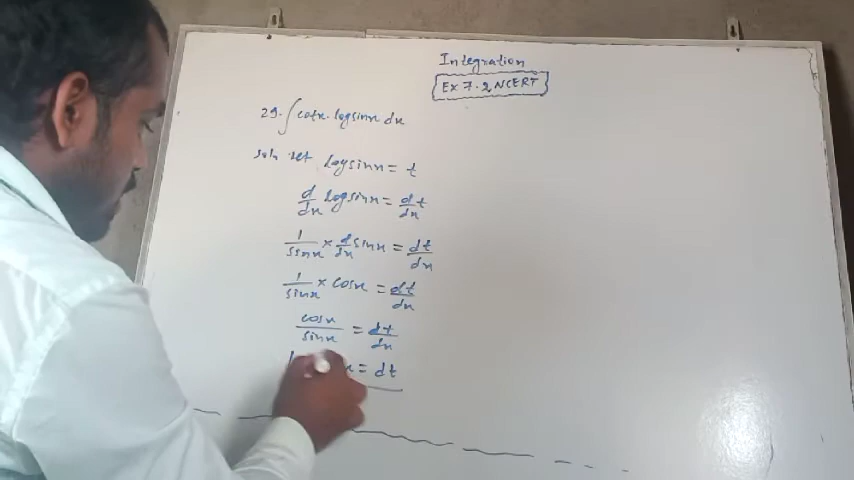 Integration
Ex 7.2 NCERT
29. ∫ cotx. logsinx dx
soln let logsinx = t
d/dx logsinx = dt/dx
1/sinx × d/dx sinx = dt/dx
1/sinx × cosx = dt/dx
cosx/sinx = dt/dx
= dt